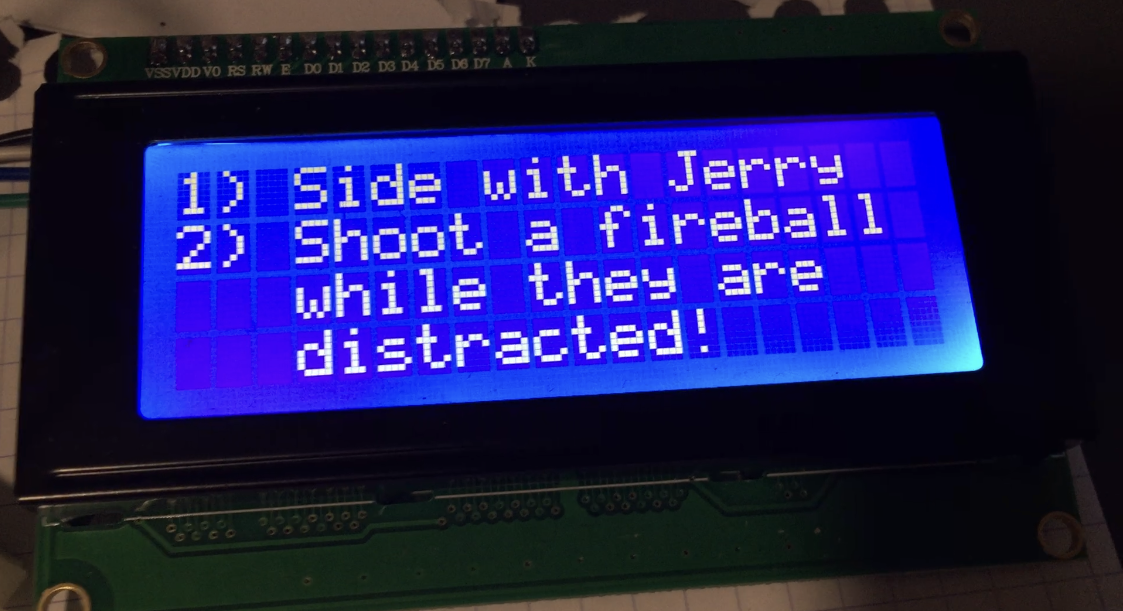 VSS VDD V0 RS RW E D0 D1 D2 D3 D4 D5 D6 D7 A K
1) Side with Jerry
2) Shoot a fireball
while they are
distracted!